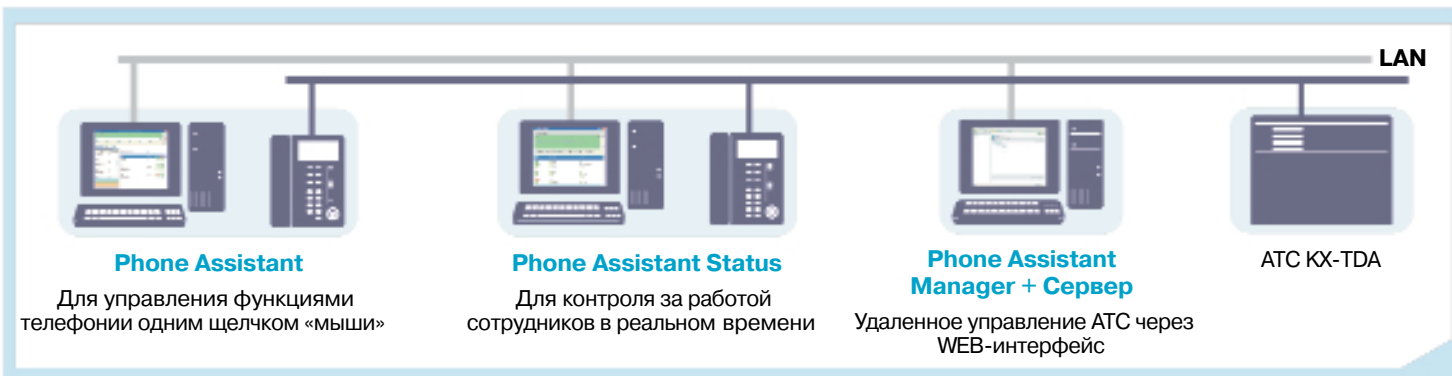 LAN
Phone Assistant
Для управления функциями
телефонии одним щелчком «мыши»
Phone Assistant Status
Для контроля за работой
сотрудников в реальном времени
Phone Assistant
Manager + Сервер
Удаленное управление АТС через
WEB-интерфейс
АТС KX-TDA